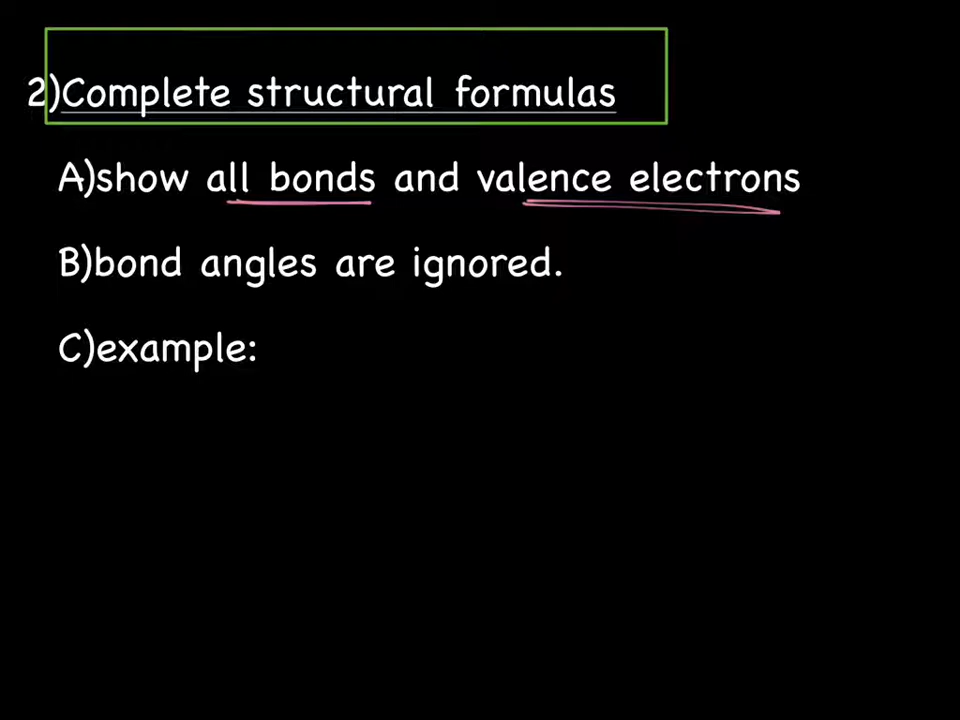 2)Complete structural formulas
A)show all bonds and valence electrons
B)bond angles are ignored.
C)example: